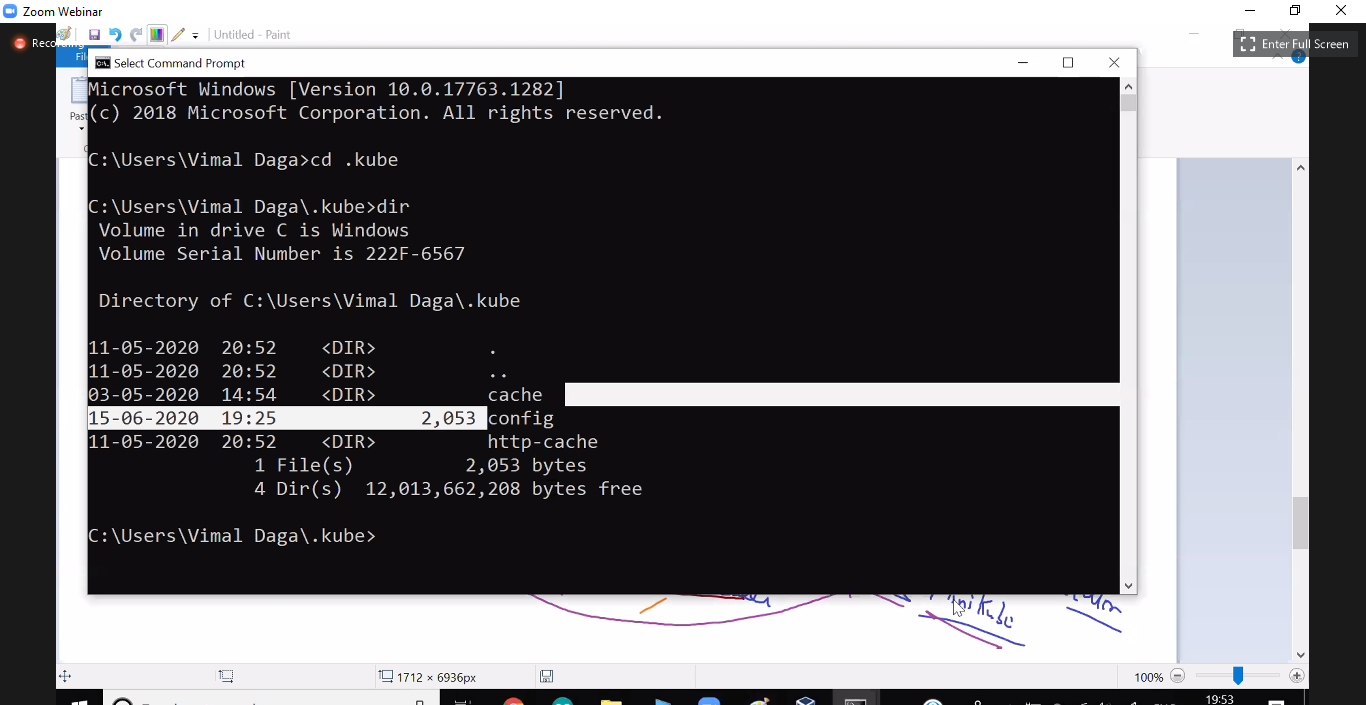 Zoom Webinar
Untitled - Paint
Enter Full Screen
Select Command Prompt
Microsoft Windows [Version 10.0.17763.1282]
(c) 2018 Microsoft Corporation. All rights reserved.
C:\Users\Vimal Daga>cd .kube
C:\Users\Vimal Daga\.kube>dir
Volume in drive C is Windows
Volume Serial Number is 222F-6567
Directory of C:\Users\Vimal Daga\.kube
11-05-2020 20:52 <DIR> .
11-05-2020 20:52 <DIR> ..
03-05-2020 14:54 <DIR> cache
15-06-2020 19:25 2,053 config
11-05-2020 20:52 <DIR> http-cache
1 File(s) 2,053 bytes
4 Dir(s) 12,013,662,208 bytes free
C:\Users\Vimal Daga\.kube>
1712 × 6936px
100%
19:53